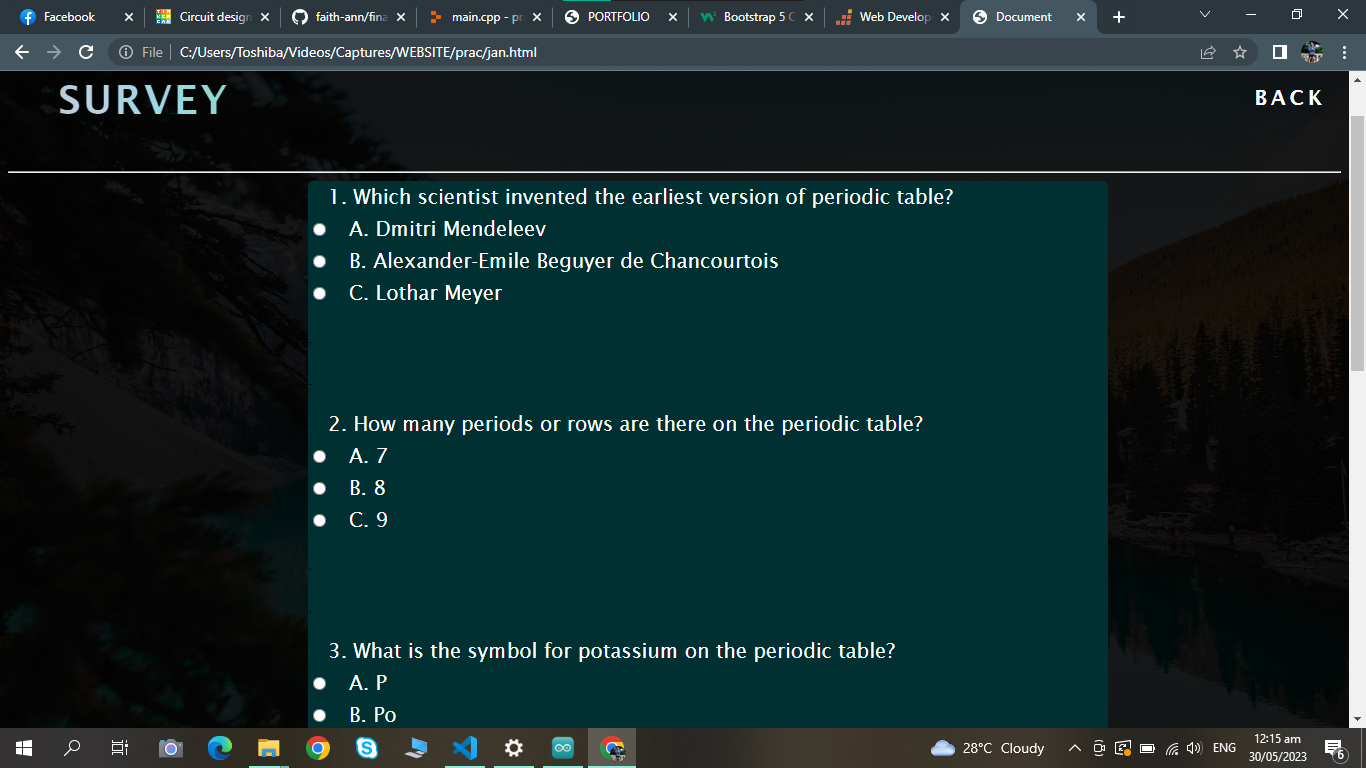 Facebook
Circuit design
faith-ann/fina
main.cpp - pr
PORTFOLIO
Bootstrap 5 C
Web Develop
Document
File
C:/Users/Toshiba/Videos/Captures/WEBSITE/prac/jan.html
SURVEY
BACK
1. Which scientist invented the earliest version of periodic table?
A. Dmitri Mendeleev
B. Alexander-Emile Beguyer de Chancourtois
C. Lothar Meyer
2. How many periods or rows are there on the periodic table?
A. 7
B. 8
C. 9
3. What is the symbol for potassium on the periodic table?
A. P
B. Po
28°C Cloudy
ENG
12:15 am
30/05/2023
6